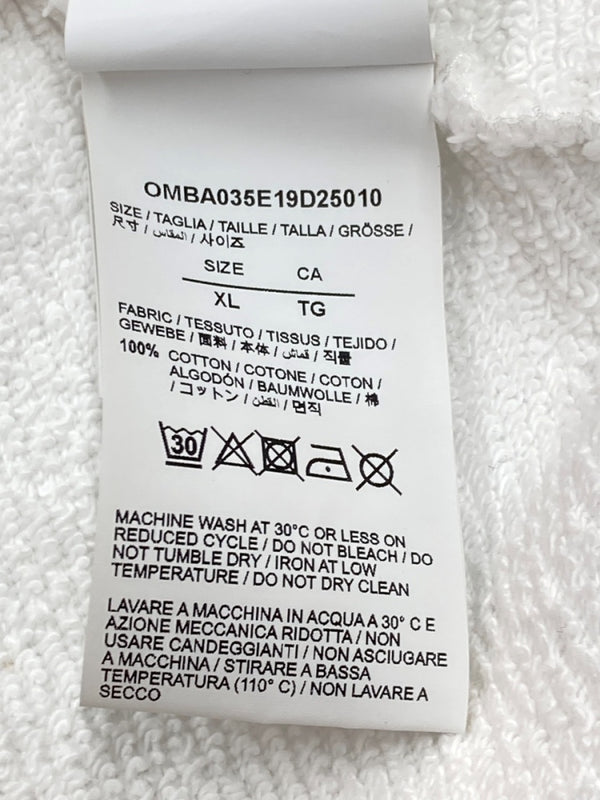 OMBA035E19D25010
SIZE / TAGLIA / TAILLE / TALLA / GRÖSSE /
尺寸 / المقاس / 사이즈
SIZE CA
XL TG
FABRIC / TESSUTO / TISSUS / TEJIDO /
GEWEBE / 面料 / 本体 / قماش / 직물
100% COTTON / COTONE / COTON /
ALGODÓN / BAUMWOLLE / 棉
/ コットン / القطن / 면직
30
MACHINE WASH AT 30°C OR LESS ON
REDUCED CYCLE / DO NOT BLEACH / DO
NOT TUMBLE DRY / IRON AT LOW
TEMPERATURE / DO NOT DRY CLEAN
LAVARE A MACCHINA IN ACQUA A 30° C E
AZIONE MECCANICA RIDOTTA / NON
USARE CANDEGGIANTI / NON ASCIUGARE
A MACCHINA / STIRARE A BASSA
TEMPERATURA (110° C) / NON LAVARE A
SECCO